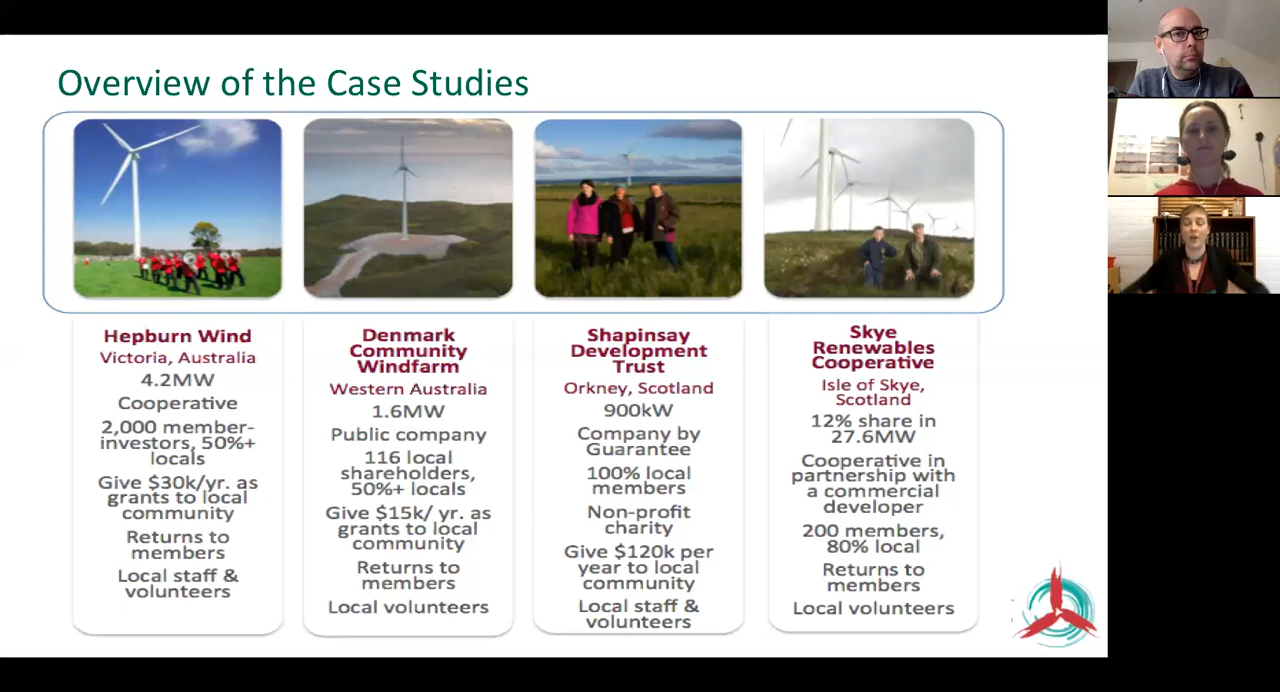 Overview of the Case Studies
Hepburn Wind
Victoria, Australia
4.2MW
Cooperative
2,000 member-
investors, 50%+
locals
Give $30k/yr. as
grants to local
community
Returns to
members
Local staff &
volunteers
Denmark
Community
Windfarm
Western Australia
1.6MW
Public company
116 local
shareholders,
50%+ locals
Give $15k/ yr. as
grants to local
community
Returns to
members
Local volunteers
Shapinsay
Development
Trust
Orkney, Scotland
900kW
Company by
Guarantee
100% local
members
Non-profit
charity
Give $120k per
year to local
community
Local staff &
volunteers
Skye
Renewables
Cooperative
Isle of Skye,
Scotland
12% share in
27.6MW
Cooperative in
partnership with
a commercial
developer
200 members,
80% local
Returns to
members
Local volunteers